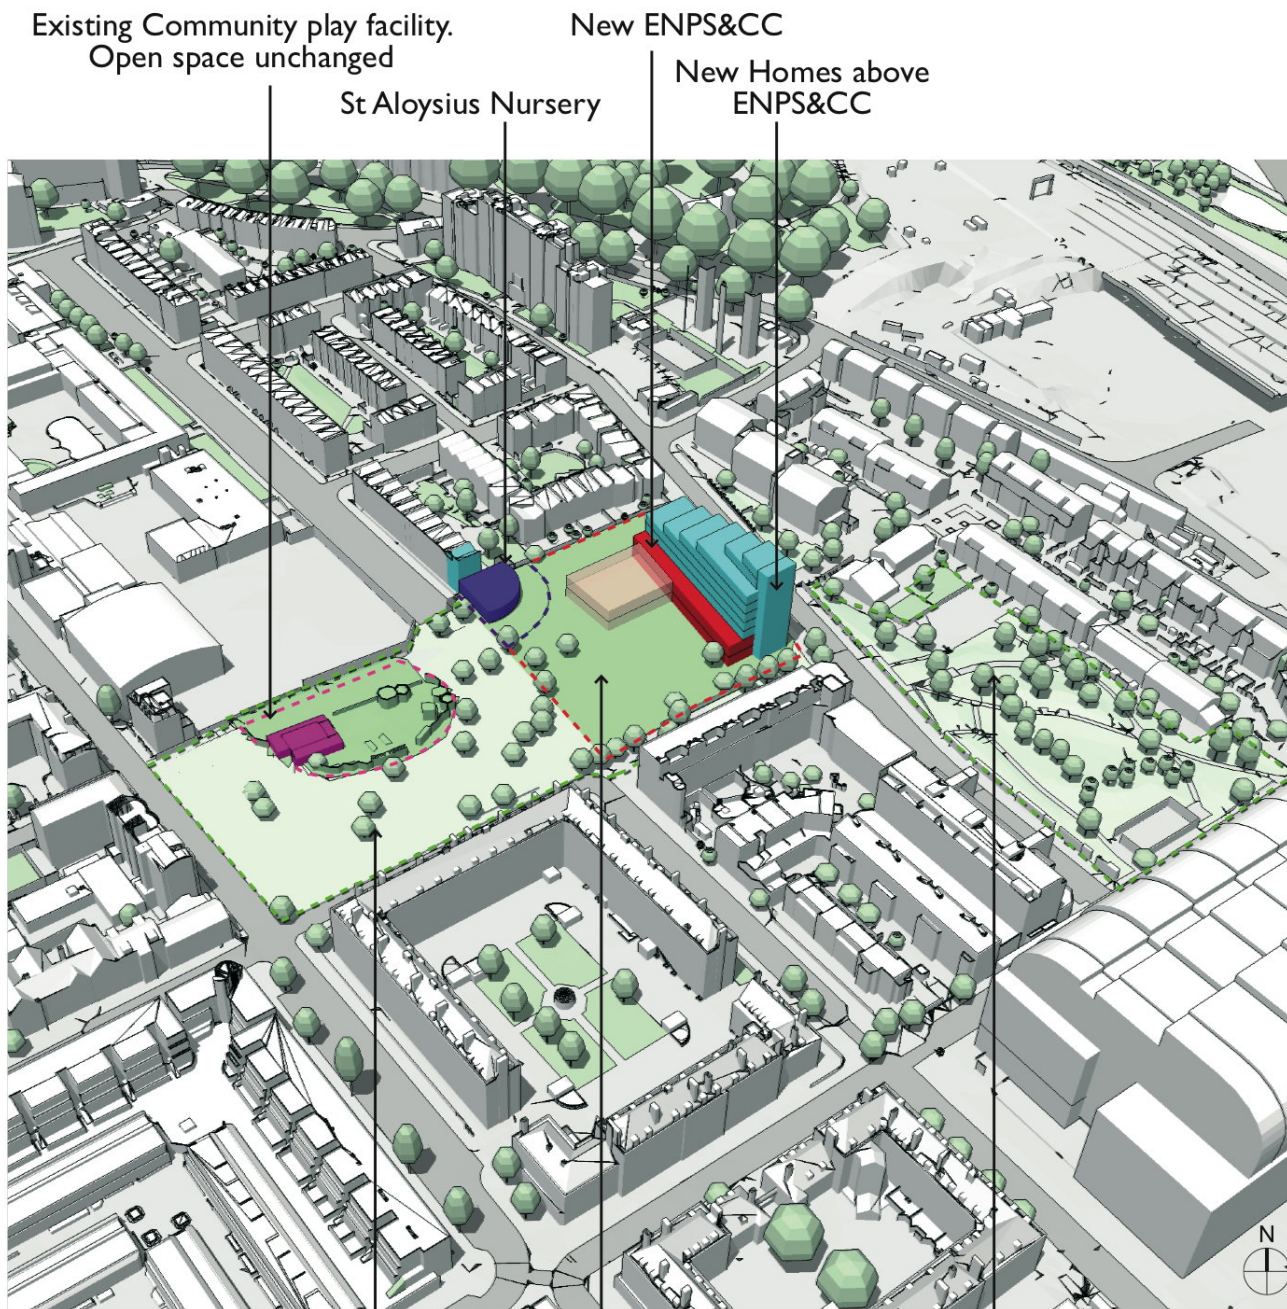 Existing Community play facility.
Open space unchanged
St Aloysius Nursery
New ENPS&CC
New Homes above
ENPS&CC
N